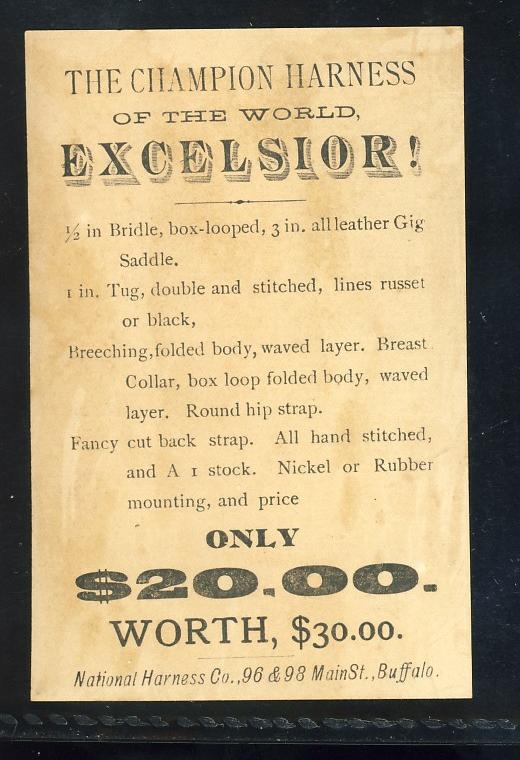 THE CHAMPION HARNESS
OF THE WORLD,
EXCELSIOR!
½ in Bridle, box-looped, 3 in. all leather Gig
Saddle.
1 in. Tug, double and stitched, lines russet
or black,
Breeching, folded body, waved layer. Breast
Collar, box loop folded body, waved
layer. Round hip strap.
Fancy cut back strap. All hand stitched,
and A 1 stock. Nickel or Rubber
mounting, and price
ONLY
$20.00.
WORTH, $30.00.
National Harness Co., 96 & 98 Main St., Buffalo.